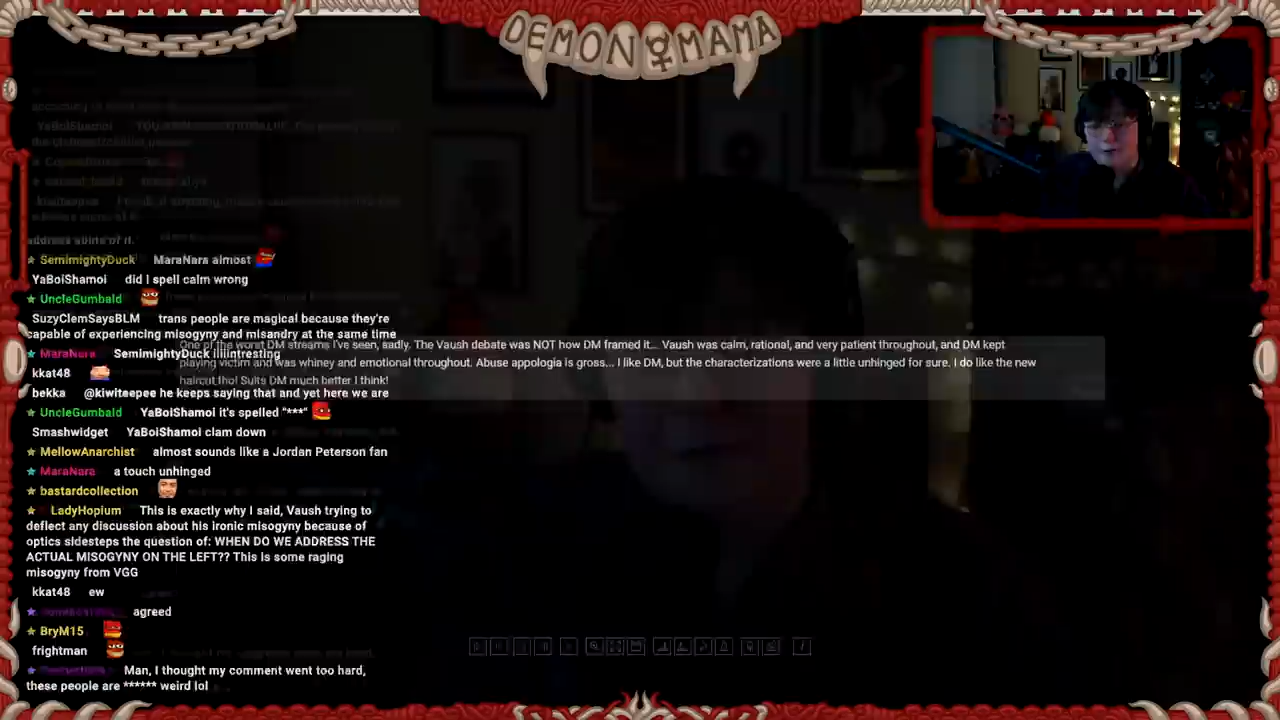 DEMON MAMA
address
SemimightyDuck MaraNara almost
YaBoiShamoi did I spell calm wrong
UncleGumbald
SuzyClemSaysBLM trans people are magical because they're
capable of experiencing misogyny and misandry at the same time
One of the worst DM streams I've seen, sadly. The Vaush debate was NOT how DM framed it... Vaush was calm, rational, and very patient throughout, and DM kept
playing victim and was whiney and emotional throughout. Abuse appologia is gross... I like DM, but the characterizations were a little unhinged for sure. I do like the new
haircut tho! Suits DM much better I think!
MaraNara SemimightyDuck iiiintresting
kkat48
bekka @kiwiteepee he keeps saying that and yet here we are
UncleGumbald YaBoiShamoi it's spelled "***"
Smashwidget YaBoiShamoi clam down
MellowAnarchist almost sounds like a Jordan Peterson fan
MaraNara a touch unhinged
bastardcollection
LadyHopium This is exactly why I said, Vaush trying to
deflect any discussion about his ironic misogyny because of
optics sidesteps the question of: WHEN DO WE ADDRESS THE
ACTUAL MISOGYNY ON THE LEFT?? This is some raging
misogyny from VGG
kkat48 ew
agreed
BryM15
frightman
Man, I thought my comment went too hard,
these people are ****** weird lol